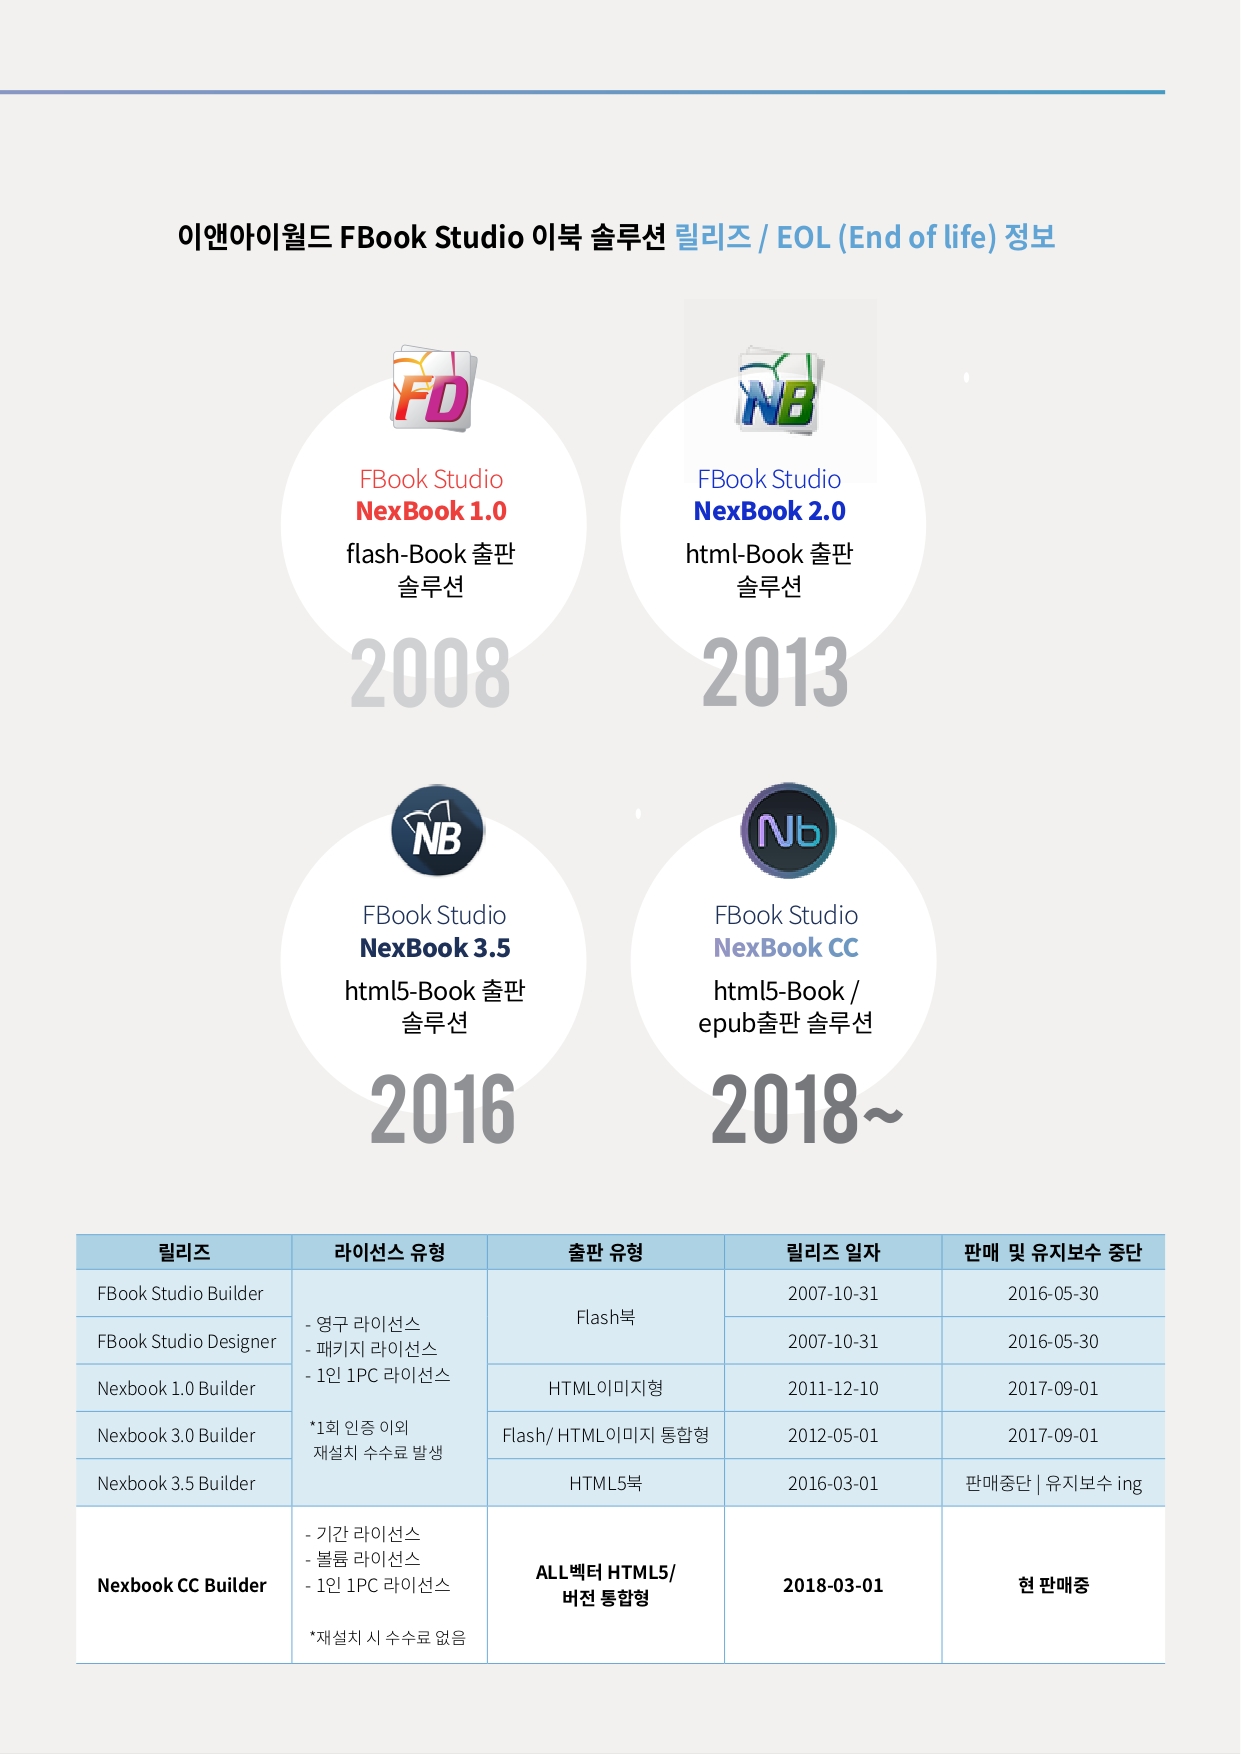 이앤아이월드 FBook Studio 이북 솔루션 릴리즈 / EOL (End of life) 정보
FD
FBook Studio
NexBook 1.0
flash-Book 출판
솔루션
2008
NB
FBook Studio
NexBook 2.0
html-Book 출판
솔루션
2013
NB
FBook Studio
NexBook 3.5
html5-Book 출판
솔루션
2016
Nb
FBook Studio
NexBook CC
html5-Book /
epub출판 솔루션
2018~
릴리즈 라이선스 유형 출판 유형 릴리즈 일자 판매 및 유지보수 중단
FBook Studio Builder
- 영구 라이선스
- 패키지 라이선스
- 1인 1PC 라이선스
*1회 인증 이외
재설치 수수료 발생
Flash북
2007-10-31 2016-05-30
FBook Studio Designer 2007-10-31 2016-05-30
Nexbook 1.0 Builder HTML이미지형 2011-12-10 2017-09-01
Nexbook 3.0 Builder Flash/ HTML이미지 통합형 2012-05-01 2017-09-01
Nexbook 3.5 Builder HTML5북 2016-03-01 판매중단 | 유지보수 ing
Nexbook CC Builder
- 기간 라이선스
- 볼륨 라이선스
- 1인 1PC 라이선스
*재설치 시 수수료 없음
ALL벡터 HTML5/
버전 통합형
2018-03-01
현 판매중